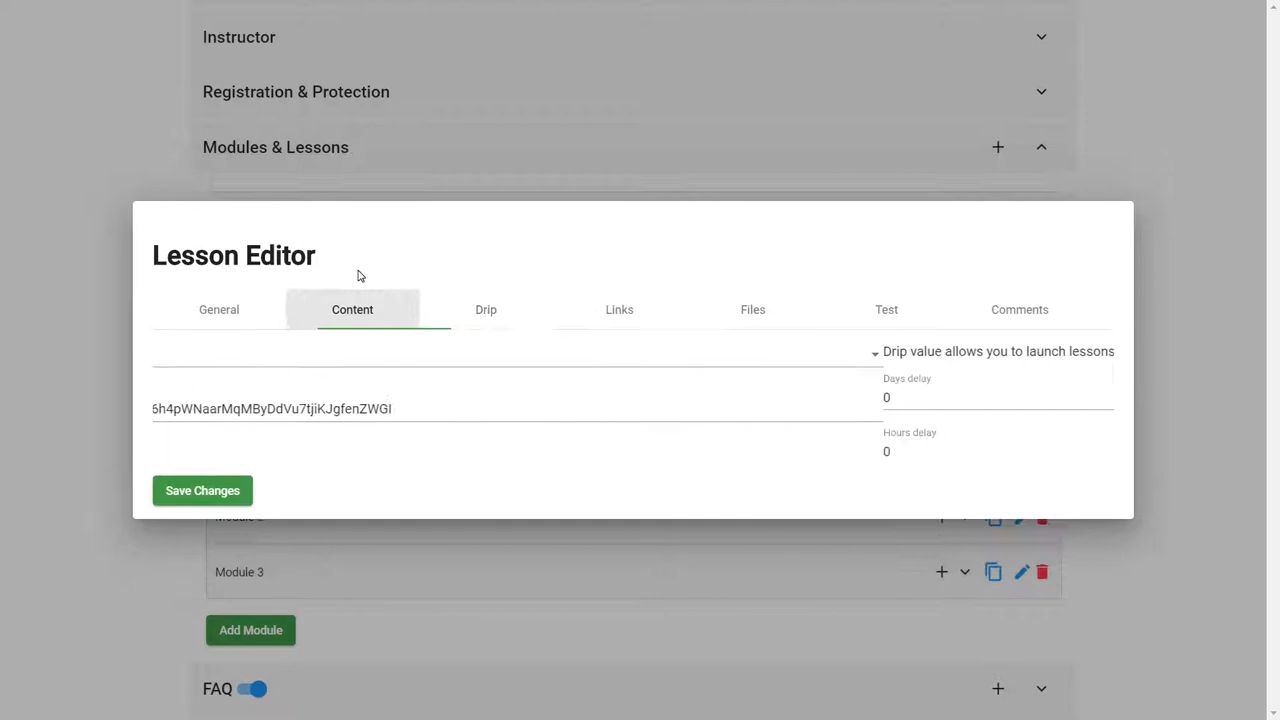 Instructor
Registration & Protection
Modules & Lessons
Lesson Editor
General Content Drip Links Files Test Comments
Drip value allows you to launch lessons
Days delay
0
6h4pWNaarMqMByDdVu7tjiKJgfenZWGI
Hours delay
0
Save Changes
Module 3
Add Module
FAQ